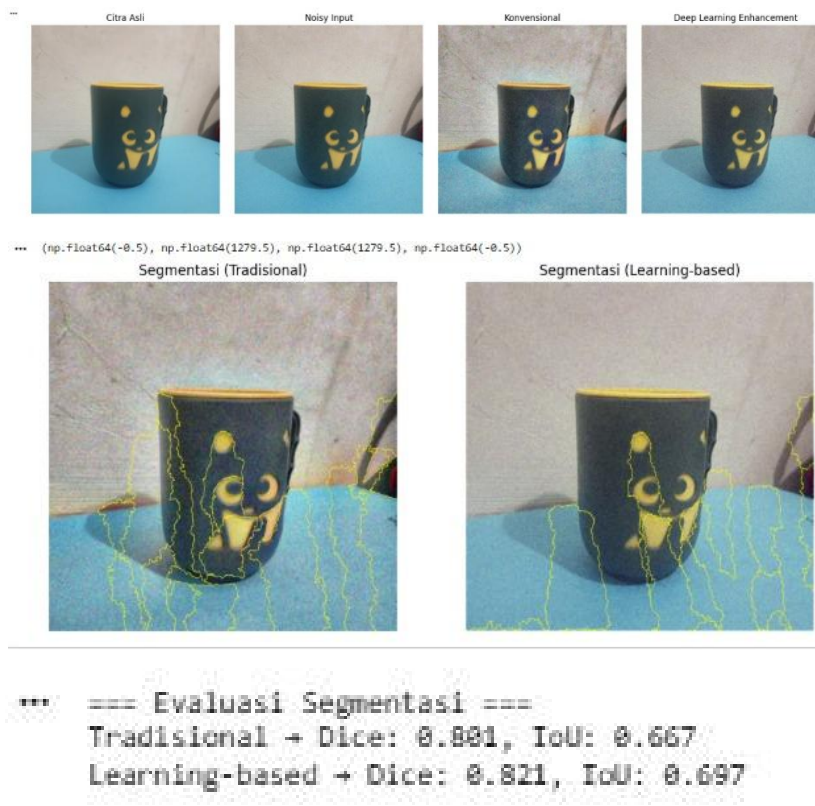 ...
Citra Asli
Noisy Input
Konvensional
Deep Learning Enhancement
... (np.float64(-0.5), np.float64(1279.5), np.float64(1279.5), np.float64(-0.5))
Segmentasi (Tradisional)
Segmentasi (Learning-based)
... === Evaluasi Segmentasi ===
Tradisional → Dice: 0.801, IoU: 0.667
Learning-based → Dice: 0.821, IoU: 0.697